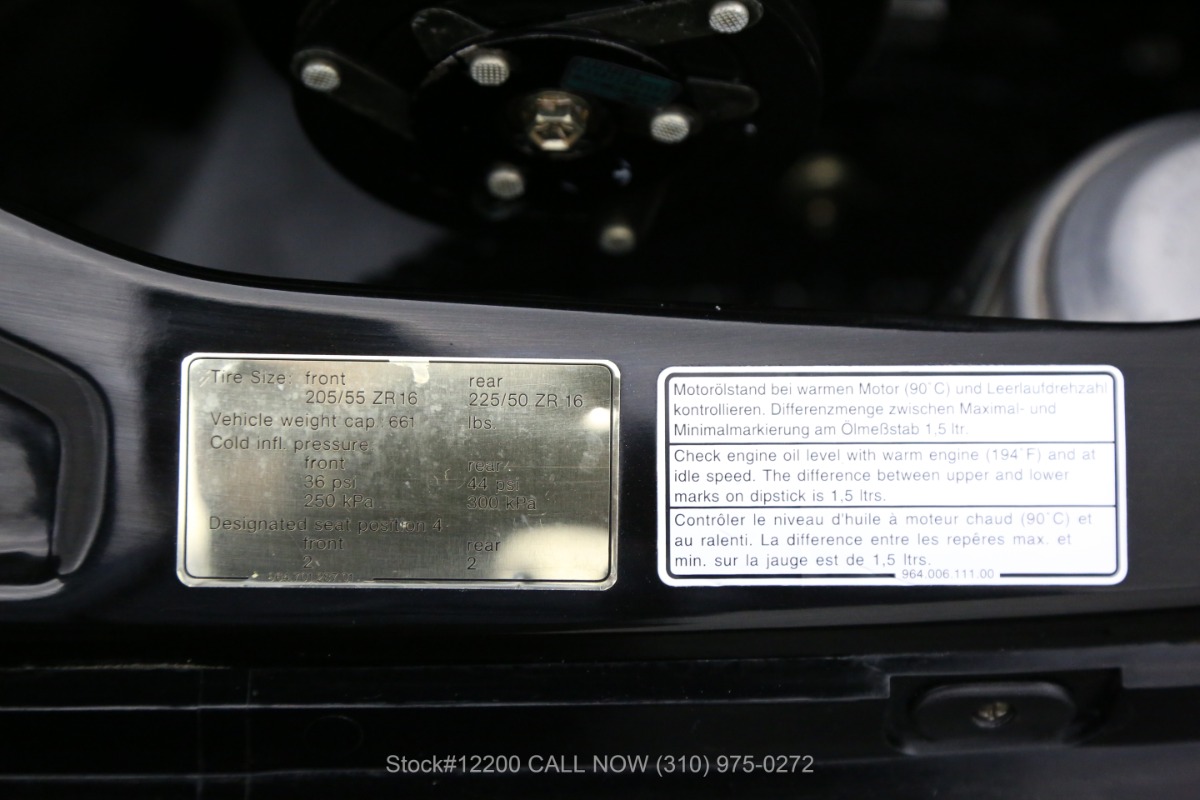 Tire Size: front rear
205/55 ZR 16 225/50 ZR 16
Vehicle weight cap 661 lbs.
Cold infl. pressure
front rear
36 psi 44 psi
250 kPa 300 kPa
Designated seat position 4
front rear
2 2
Motorölstand bei warmen Motor (90°C) und Leerlaufdrehzahl
kontrollieren. Differenzmenge zwischen Maximal- und
Minimalmarkierung am Ölmeßstab 1,5 ltr.
Check engine oil level with warm engine (194°F) and at
idle speed. The difference between upper and lower
marks on dipstick is 1,5 ltrs.
Contrôler le niveau d'huile à moteur chaud (90°C) et
au ralenti. La difference entre les repêres max. et
min. sur la jauge est de 1,5 ltrs.
964.006.111.00
Stock#12200 CALL NOW (310) 975-0272